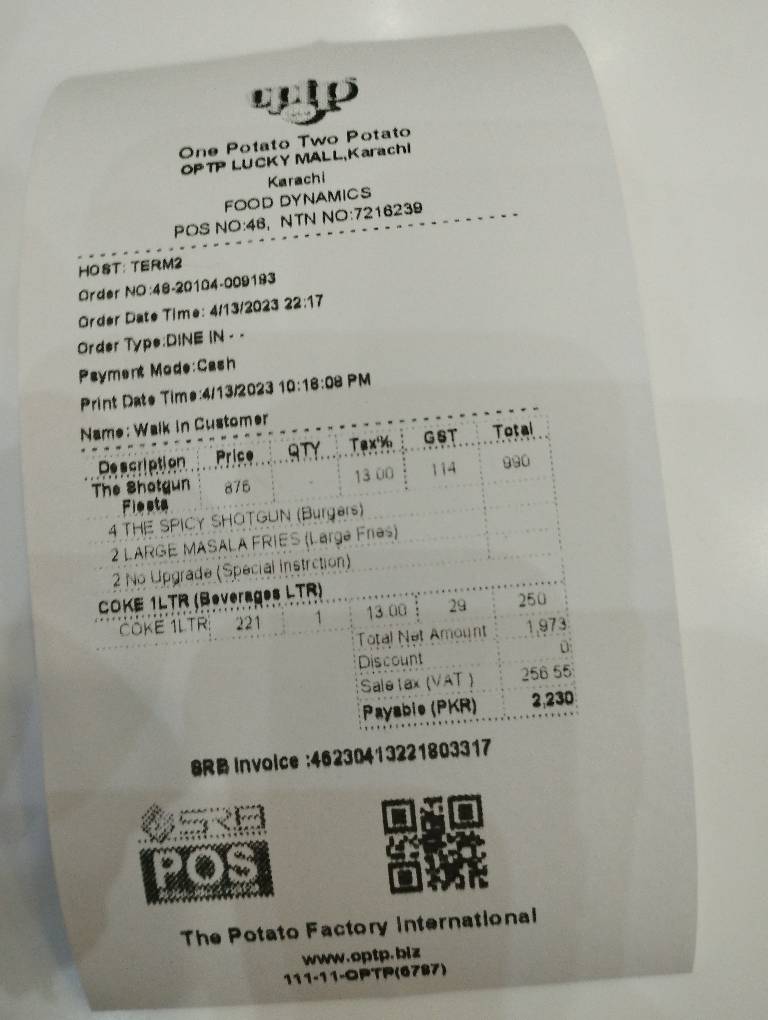 optp
One Potato Two Potato
OPTP LUCKY MALL,Karachi
Karachi
FOOD DYNAMICS
POS NO:46, NTN NO:7216239
HOST: TERM2
Order NO:46-20104-009193
Order Date Time: 4/13/2023 22:17
Order Type:DINE IN - -
Payment Mode:Cash
Print Date Time:4/13/2023 10:18:08 PM
Name: Walk In Customer
Description Price QTY Tax% GST Total
The Shotgun Fiesta 876 13.00 114 990
4 THE SPICY SHOTGUN (Burgers)
2 LARGE MASALA FRIES (Large Fries)
2 No Upgrade (Special Instrction)
COKE 1LTR (Beverages LTR)
COKE 1LTR 221 1 13.00 29 250
Total Net Amount 1,973
Discount 0
Sale tax (VAT ) 256.55
Payable (PKR) 2,230
SRB Invoice :46230413221803317
SRB
POS
The Potato Factory International
www.optp.biz
111-11-OPTP(6787)